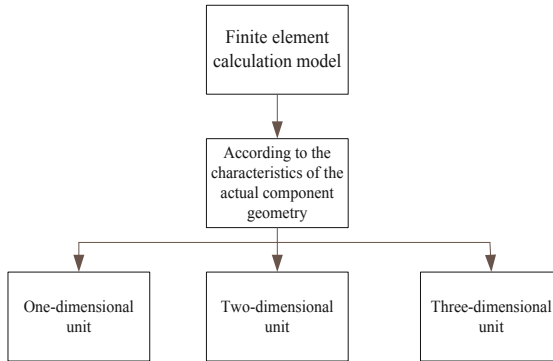 Finite element
calculation model
According to the
characteristics of the
actual component
geometry
One-dimensional
unit
Two-dimensional
unit
Three-dimensional
unit